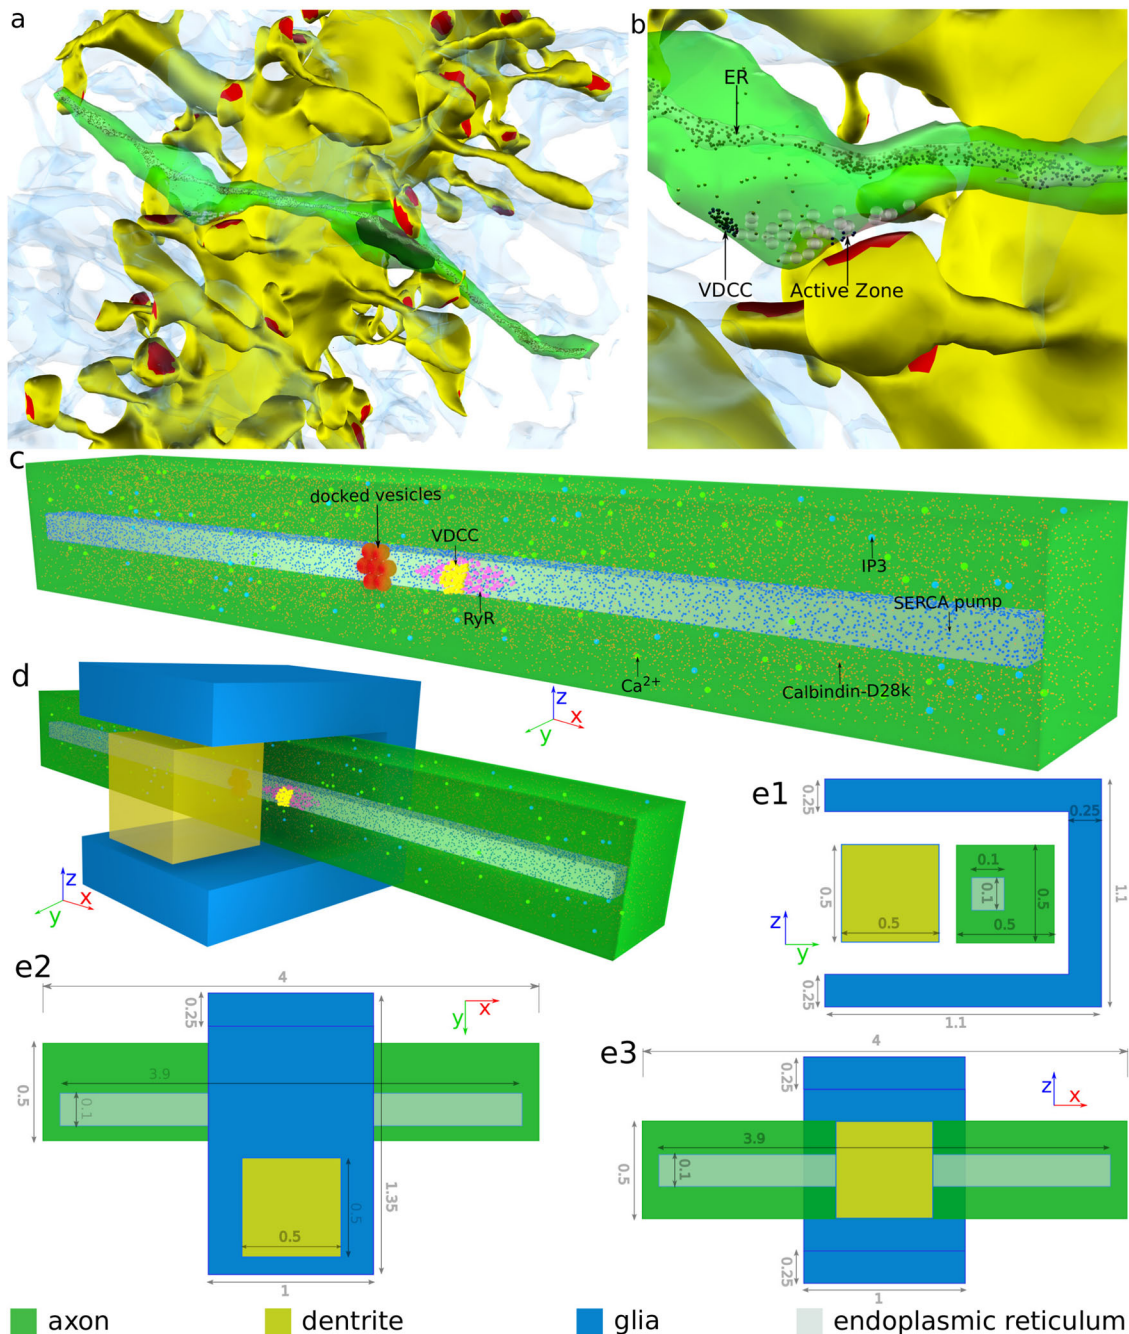 a
b
ER
VDCC
Active Zone
c
docked vesicles
VDCC
RyR
IP3
SERCA pump
Ca²⁺
Calbindin-D28k
z
x
y
d
z
x
y
e1
0.25
0.25
0.1
0.1
0.5
0.5
0.5
0.5
1.1
z
y
0.25
1.1
e2
4
0.25
x
y
3.9
0.5
0.1
1.35
0.5
0.5
1
e3
4
0.25
z
x
3.9
0.1
0.5
0.25
1
axon
dentrite
glia
endoplasmic reticulum